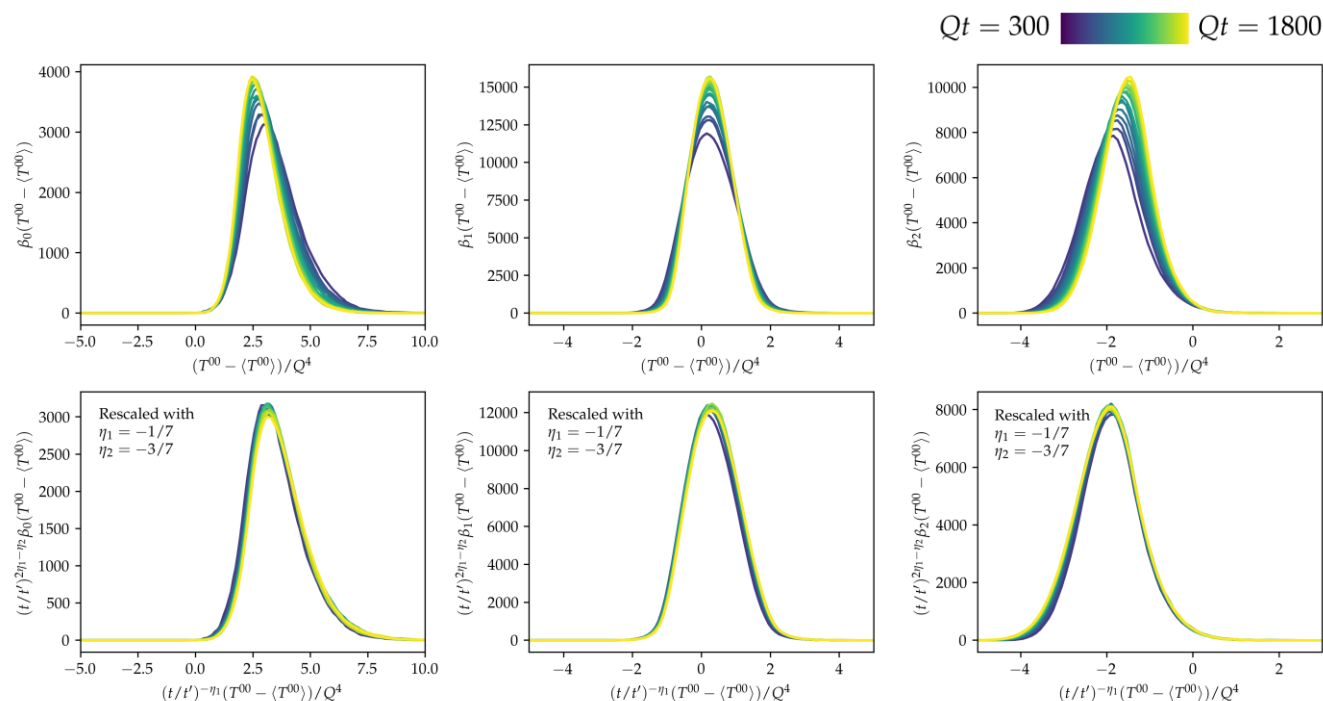 Qt = 300 Qt = 1800
4000
3000
2000
1000
0
β₀(T⁰⁰ − ⟨T⁰⁰⟩)
−5.0 −2.5 0.0 2.5 5.0 7.5 10.0
(T⁰⁰ − ⟨T⁰⁰⟩)/Q⁴
15000
12500
10000
7500
5000
2500
0
β₁(T⁰⁰ − ⟨T⁰⁰⟩)
−4 −2 0 2 4
(T⁰⁰ − ⟨T⁰⁰⟩)/Q⁴
10000
8000
6000
4000
2000
0
β₂(T⁰⁰ − ⟨T⁰⁰⟩)
−4 −2 0 2
(T⁰⁰ − ⟨T⁰⁰⟩)/Q⁴
3000
2500
2000
1500
1000
500
0
(t/t′)^{2η₁−η₂}β₀(T⁰⁰ − ⟨T⁰⁰⟩)
Rescaled with
η₁ = −1/7
η₂ = −3/7
−5.0 −2.5 0.0 2.5 5.0 7.5 10.0
(t/t′)^{−η₁}(T⁰⁰ − ⟨T⁰⁰⟩)/Q⁴
12000
10000
8000
6000
4000
2000
0
(t/t′)^{2η₁−η₂}β₁(T⁰⁰ − ⟨T⁰⁰⟩)
Rescaled with
η₁ = −1/7
η₂ = −3/7
−4 −2 0 2 4
(t/t′)^{−η₁}(T⁰⁰ − ⟨T⁰⁰⟩)/Q⁴
8000
6000
4000
2000
0
(t/t′)^{2η₁−η₂}β₂(T⁰⁰ − ⟨T⁰⁰⟩)
Rescaled with
η₁ = −1/7
η₂ = −3/7
−4 −2 0 2
(t/t′)^{−η₁}(T⁰⁰ − ⟨T⁰⁰⟩)/Q⁴